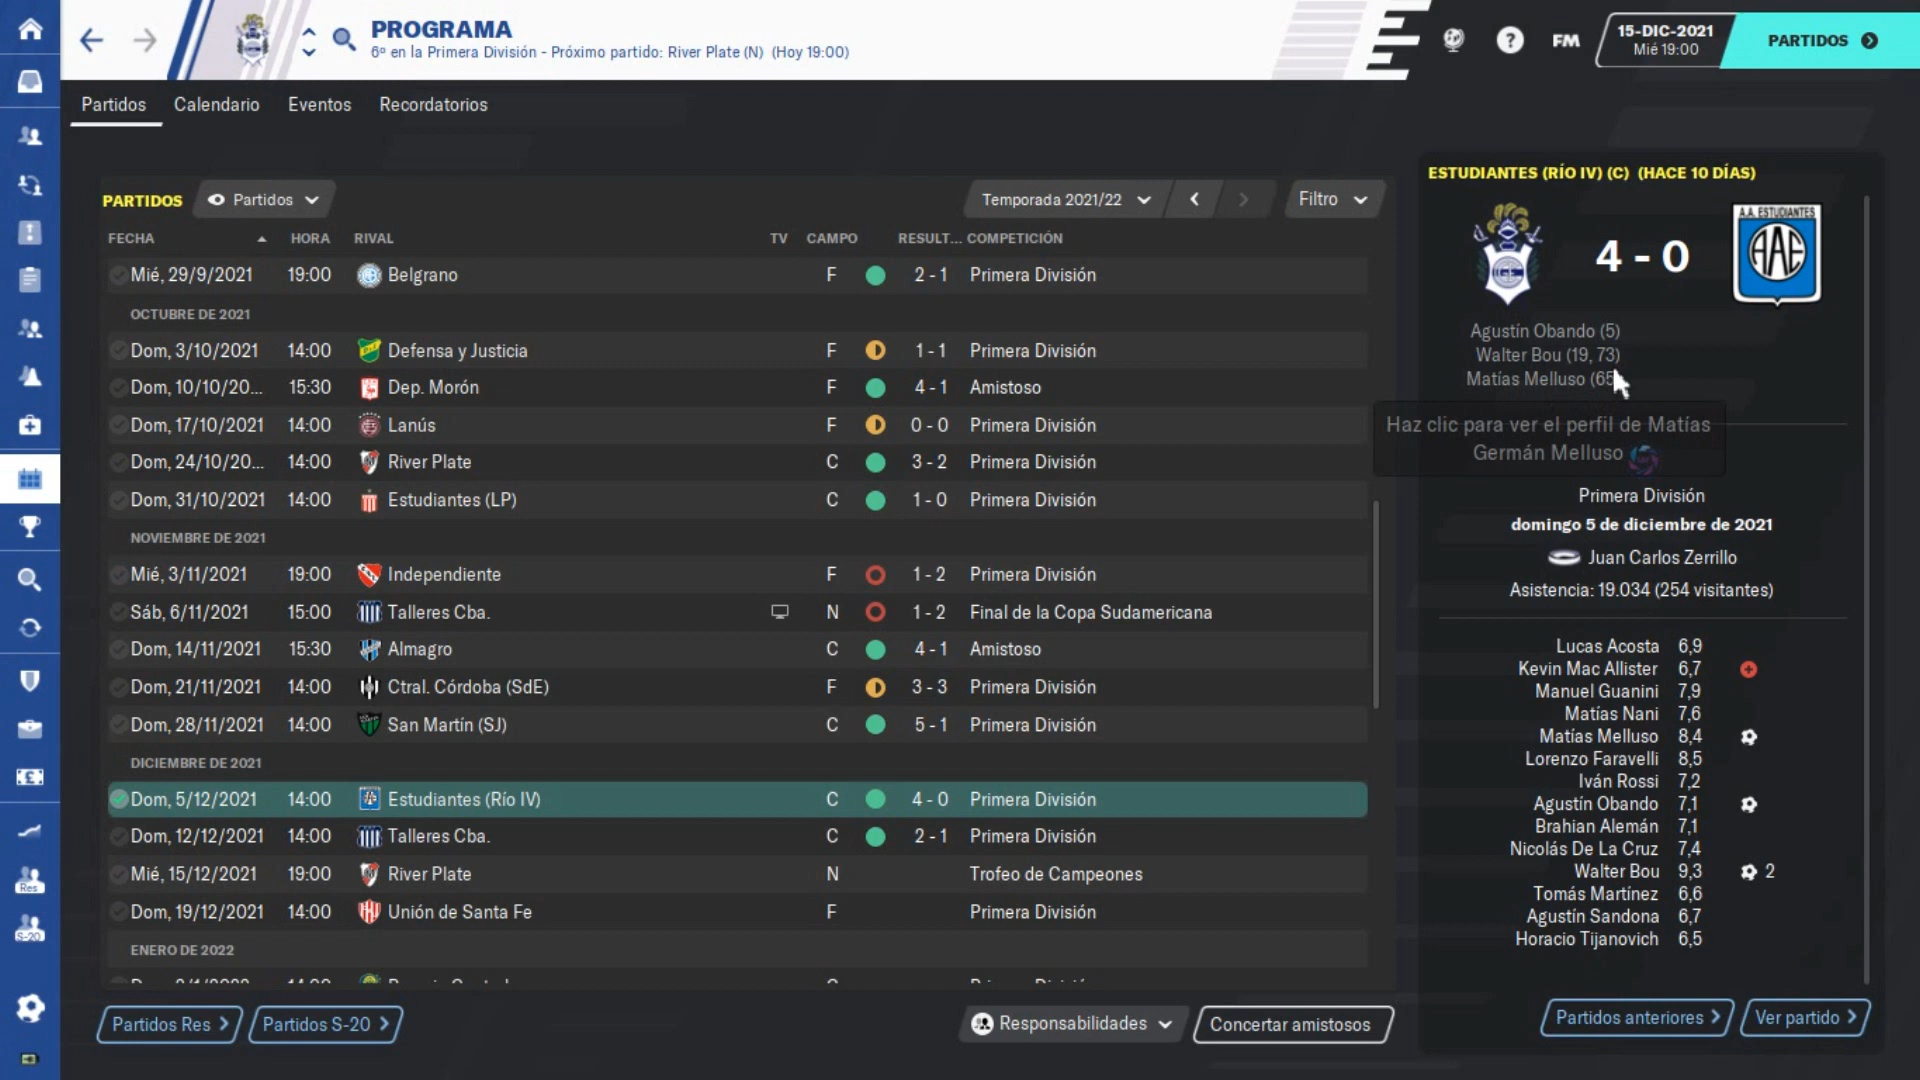 PROGRAMA
6º en la Primera División - Próximo partido: River Plate (N) (Hoy 19:00)
FM
15-DIC-2021
Mié 19:00
PARTIDOS
Partidos Calendario Eventos Recordatorios
PARTIDOS Partidos Temporada 2021/22 Filtro
FECHA HORA RIVAL TV CAMPO RESULT... COMPETICIÓN
Mié, 29/9/2021 19:00 Belgrano F 2 - 1 Primera División
OCTUBRE DE 2021
Dom, 3/10/2021 14:00 Defensa y Justicia F 1 - 1 Primera División
Dom, 10/10/20... 15:30 Dep. Morón F 4 - 1 Amistoso
Dom, 17/10/2021 14:00 Lanús F 0 - 0 Primera División
Dom, 24/10/20... 14:00 River Plate C 3 - 2 Primera División
Dom, 31/10/2021 14:00 Estudiantes (LP) C 1 - 0 Primera División
NOVIEMBRE DE 2021
Mié, 3/11/2021 19:00 Independiente F 1 - 2 Primera División
Sáb, 6/11/2021 15:00 Talleres Cba. N 1 - 2 Final de la Copa Sudamericana
Dom, 14/11/2021 15:30 Almagro C 4 - 1 Amistoso
Dom, 21/11/2021 14:00 Ctral. Córdoba (SdE) F 3 - 3 Primera División
Dom, 28/11/2021 14:00 San Martín (SJ) C 5 - 1 Primera División
DICIEMBRE DE 2021
Dom, 5/12/2021 14:00 Estudiantes (Río IV) C 4 - 0 Primera División
Dom, 12/12/2021 14:00 Talleres Cba. C 2 - 1 Primera División
Mié, 15/12/2021 19:00 River Plate N Trofeo de Campeones
Dom, 19/12/2021 14:00 Unión de Santa Fe F Primera División
ENERO DE 2022
Partidos Res
Partidos S-20
Responsabilidades
Concertar amistosos
ESTUDIANTES (RÍO IV) (C) (HACE 10 DÍAS)
4 - 0
A.A. ESTUDIANTES
AAE
Agustín Obando (5)
Walter Bou (19, 73)
Matías Melluso (65
Haz clic para ver el perfil de Matías
Germán Melluso
Primera División
domingo 5 de diciembre de 2021
Juan Carlos Zerrillo
Asistencia: 19.034 (254 visitantes)
Lucas Acosta 6,9
Kevin Mac Allister 6,7
Manuel Guanini 7,9
Matías Nani 7,6
Matías Melluso 8,4
Lorenzo Faravelli 8,5
Iván Rossi 7,2
Agustín Obando 7,1
Brahian Alemán 7,1
Nicolás De La Cruz 7,4
Walter Bou 9,3 2
Tomás Martínez 6,6
Agustín Sandona 6,7
Horacio Tijanovich 6,5
Partidos anteriores
Ver partido
Res
S-20